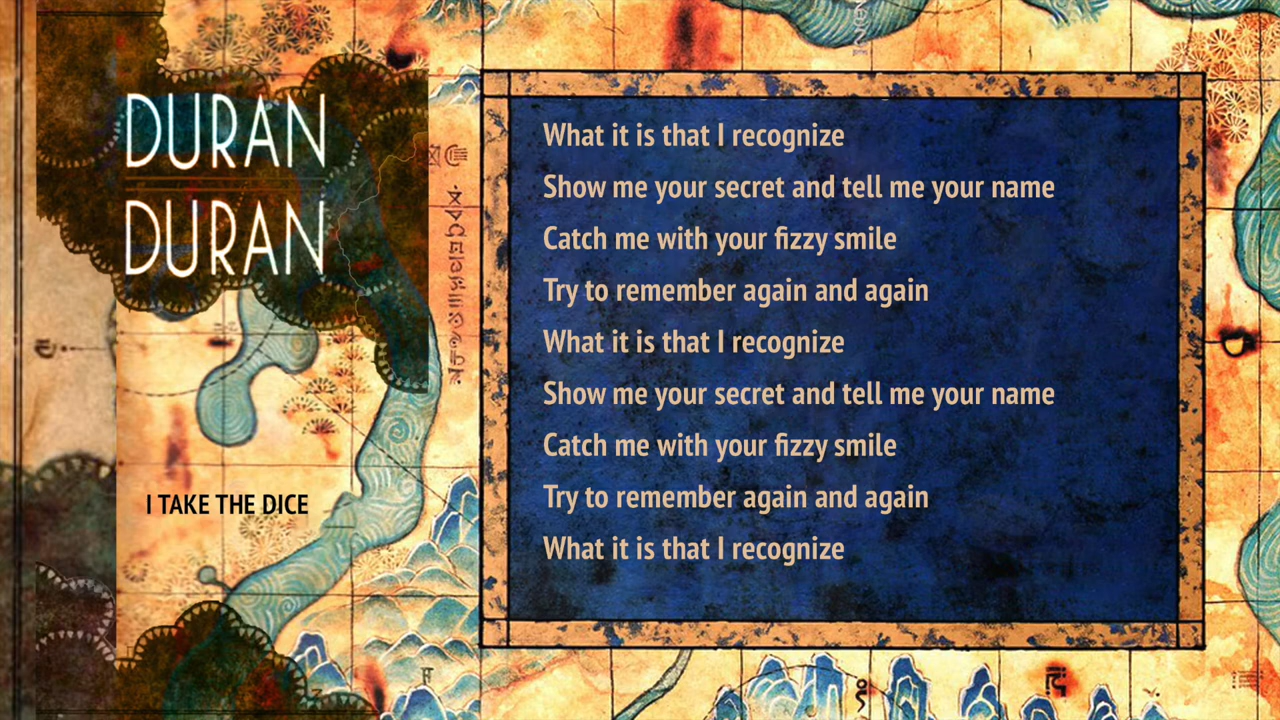 DURAN
DURAN
I TAKE THE DICE
What it is that I recognize
Show me your secret and tell me your name
Catch me with your fizzy smile
Try to remember again and again
What it is that I recognize
Show me your secret and tell me your name
Catch me with your fizzy smile
Try to remember again and again
What it is that I recognize